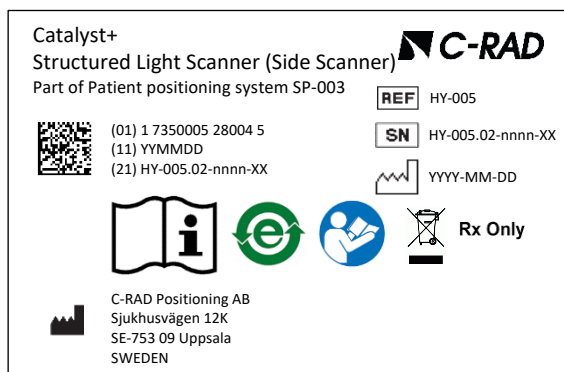 Catalyst+
Structured Light Scanner (Side Scanner)
C-RAD
Part of Patient positioning system SP-003
REF HY-005
(01) 1 7350005 28004 5
SN HY-005.02-nnnn-XX
(11) YYMMDD
(21) HY-005.02-nnnn-XX
YYYY-MM-DD
i
e
Rx Only
C-RAD Positioning AB
Sjukhusvägen 12K
SE-753 09 Uppsala
SWEDEN